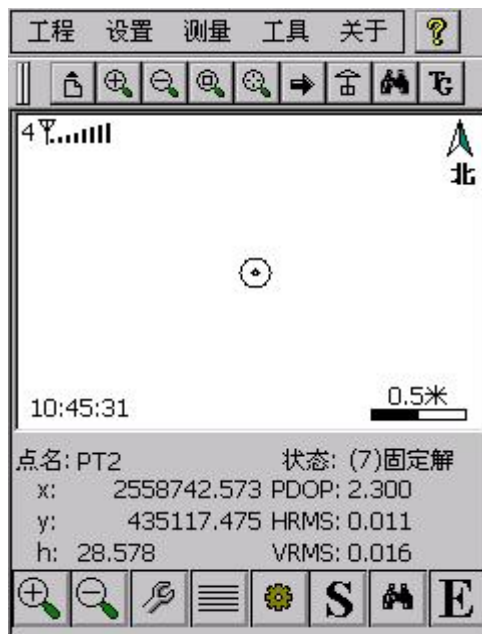 工程 设置 测量 工具 关于 ?
TG
4
北
10:45:31 0.5米
点名: PT2 状态: (7)固定解
x: 2558742.573 PDOP: 2.300
y: 435117.475 HRMS: 0.011
h: 28.578 VRMS: 0.016
S E